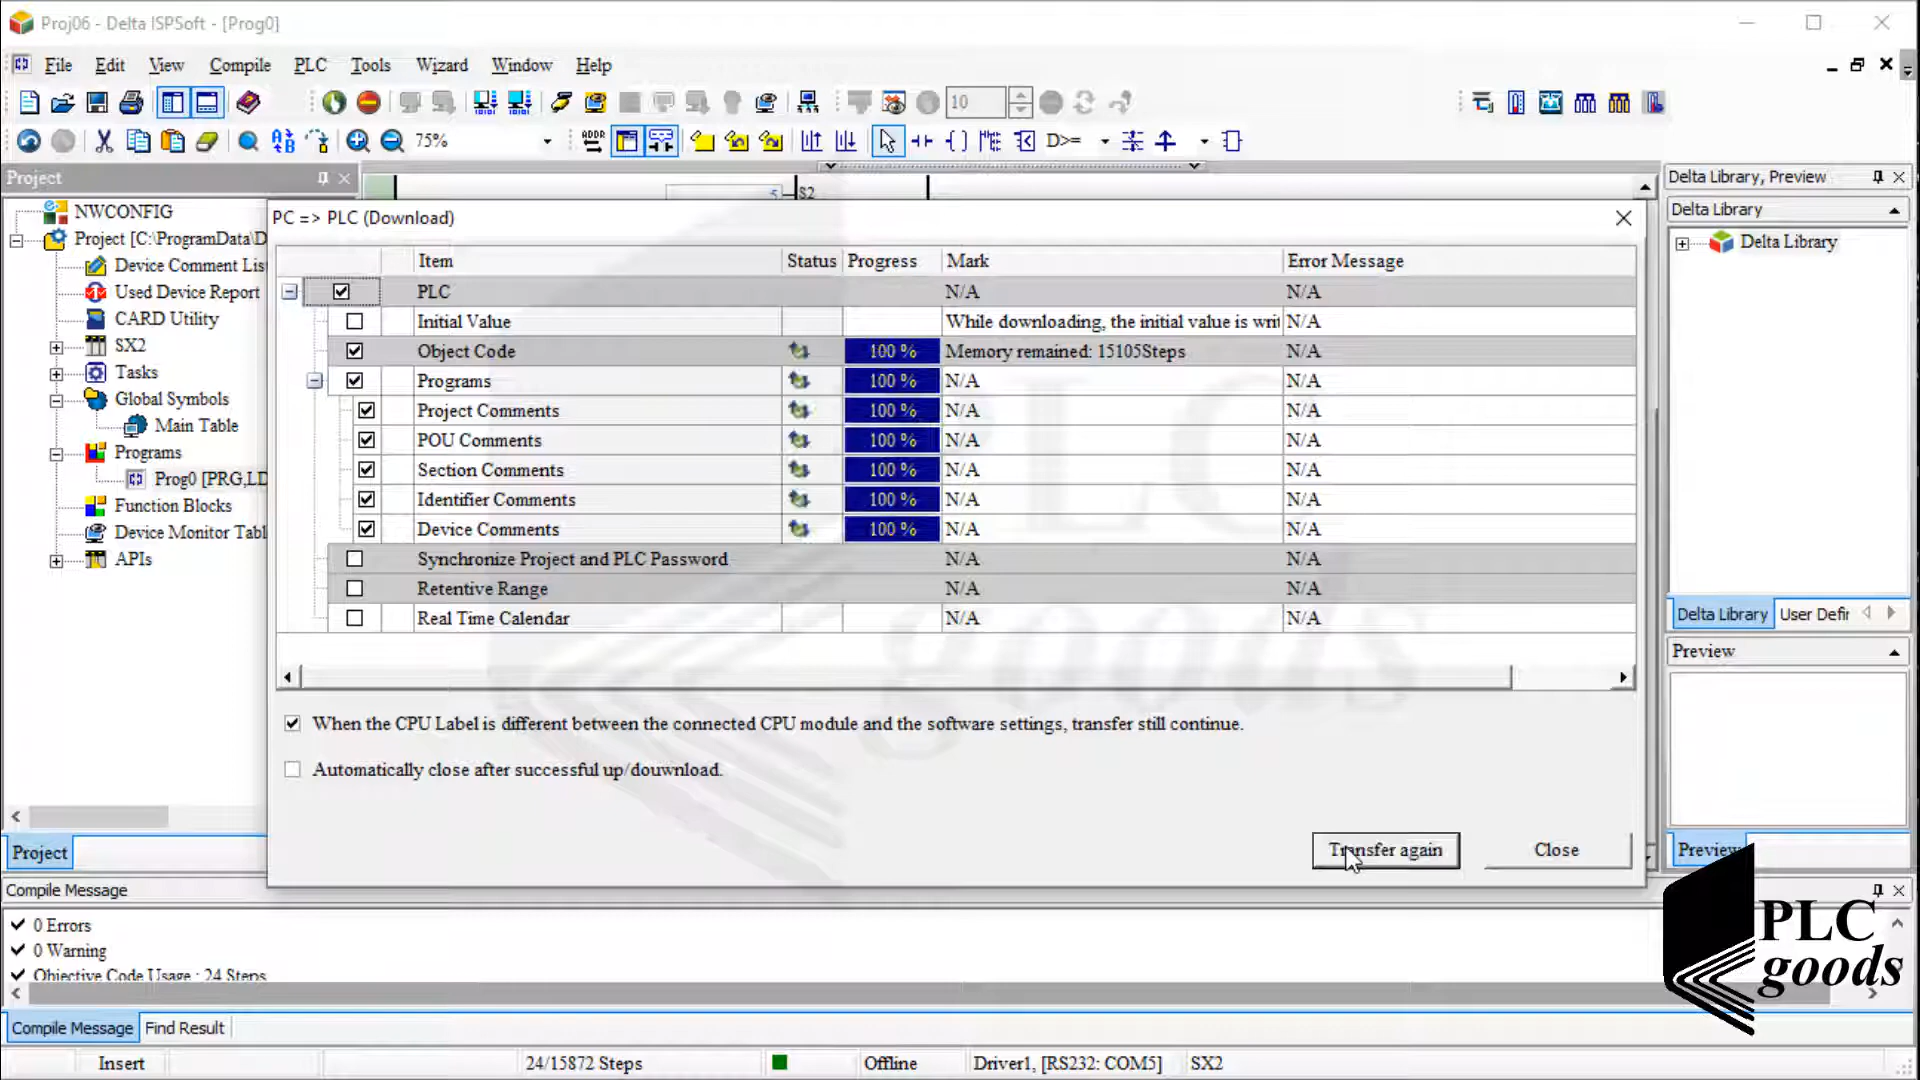 Proj06 - Delta ISPSoft - [Prog0]
File Edit View Compile PLC Tools Wizard Window Help
10
75% ADDR D>=
Project
Delta Library, Preview
5 S2
NWCONFIG
Delta Library
PC => PLC (Download)
Project [C:\ProgramData\D
Delta Library
Item Status Progress Mark Error Message
Device Comment Lis
PLC N/A N/A
Used Device Report
Initial Value While downloading, the initial value is writ N/A
CARD Utility
Object Code 100 % Memory remained: 15105Steps N/A
SX2
Programs 100 % N/A N/A
Tasks
Project Comments 100 % N/A N/A
Global Symbols
POU Comments 100 % N/A N/A
Main Table
Section Comments 100 % N/A N/A
Programs
Identifier Comments 100 % N/A N/A
Prog0 [PRG,LD
Device Comments 100 % N/A N/A
Function Blocks
Synchronize Project and PLC Password N/A N/A
Device Monitor Tabl
Retentive Range N/A N/A
APIs
Real Time Calendar N/A N/A
Delta Library User Defir
Preview
When the CPU Label is different between the connected CPU module and the software settings, transfer still continue.
Automatically close after successful up/douwnload.
Transfer again Close
Project
Preview
Compile Message
0 Errors
0 Warning
Objective Code Usage : 24 Steps
Compile Message Find Result
Insert 24/15872 Steps Offline Driver1, [RS232: COM5] SX2
PLC
goods
PLC
goods